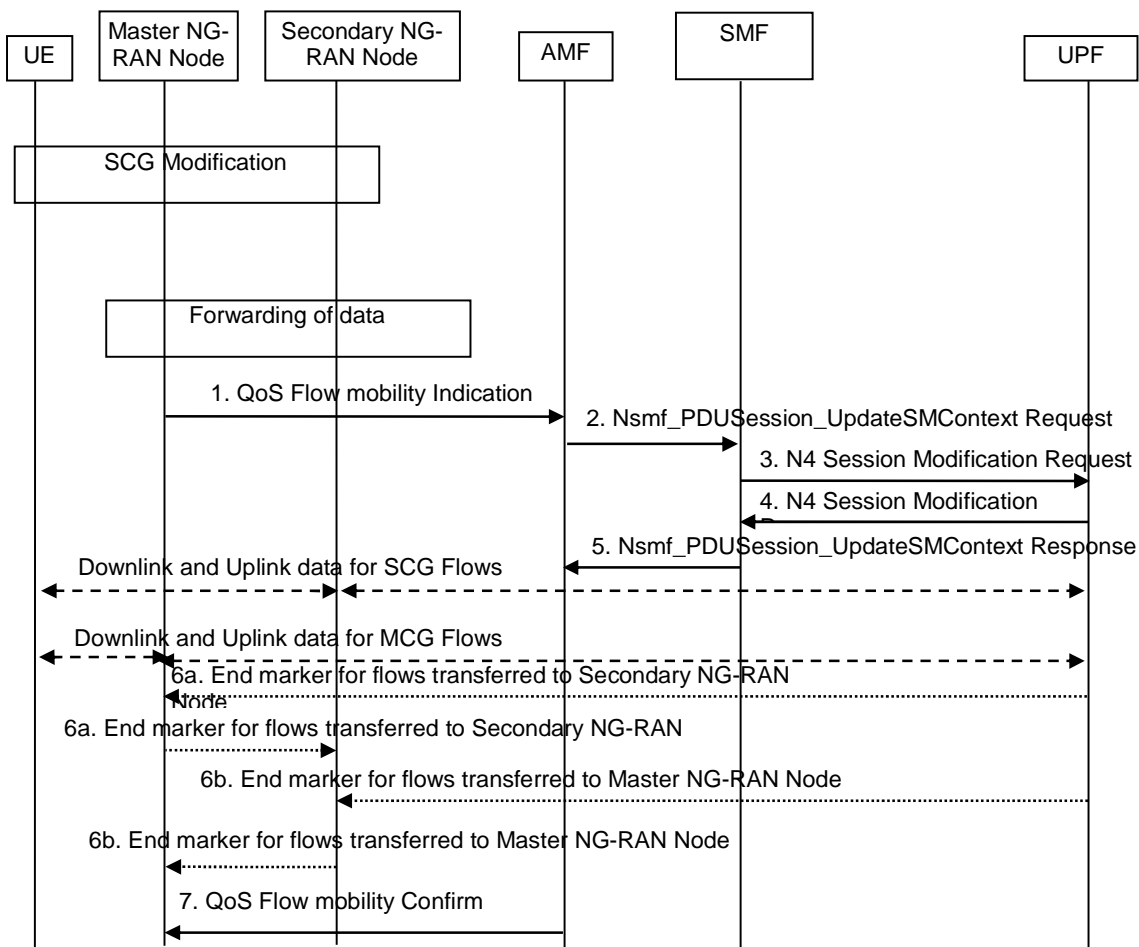 UE
Master NG-
RAN Node
Secondary NG-
RAN Node
AMF
SMF
UPF
SCG Modification
Forwarding of data
1. QoS Flow mobility Indication
2. Nsmf_PDUSession_UpdateSMContext Request
3. N4 Session Modification Request
4. N4 Session Modification
5. Nsmf_PDUSession_UpdateSMContext Response
Downlink and Uplink data for SCG Flows
Downlink and Uplink data for MCG Flows
6a. End marker for flows transferred to Secondary NG-RAN
Node
6a. End marker for flows transferred to Secondary NG-RAN
6b. End marker for flows transferred to Master NG-RAN Node
6b. End marker for flows transferred to Master NG-RAN Node
7. QoS Flow mobility Confirm